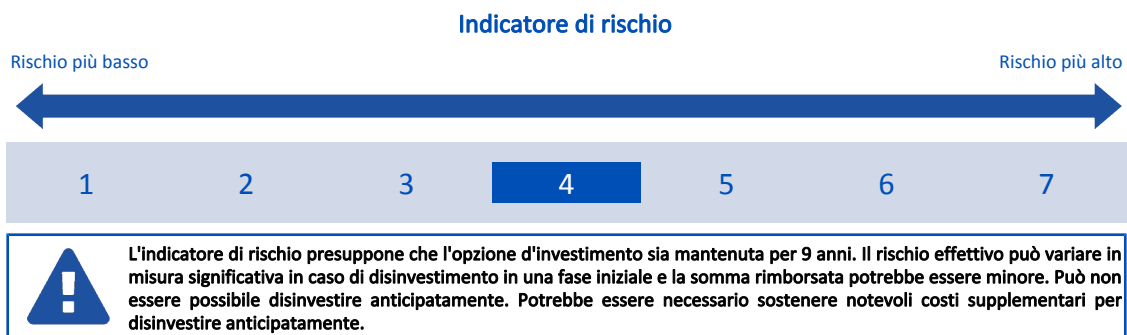 Indicatore di rischio
Rischio più basso Rischio più alto
1 2 3 4 5 6 7
L'indicatore di rischio presuppone che l'opzione d'investimento sia mantenuta per 9 anni. Il rischio effettivo può variare in
misura significativa in caso di disinvestimento in una fase iniziale e la somma rimborsata potrebbe essere minore. Può non
essere possibile disinvestire anticipatamente. Potrebbe essere necessario sostenere notevoli costi supplementari per
disinvestire anticipatamente.